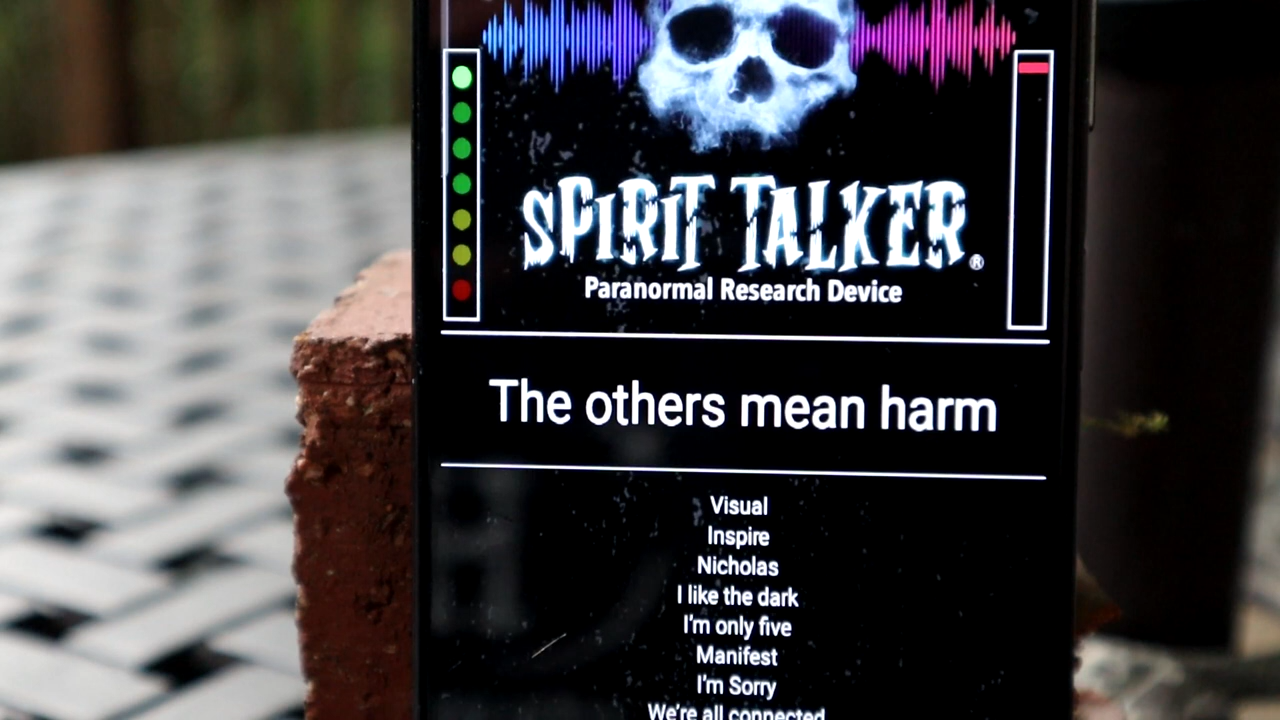 SPIRIT TALKER®
Paranormal Research Device
The others mean harm
Visual
Inspire
Nicholas
I like the dark
I'm only five
Manifest
I'm Sorry
We're all connected